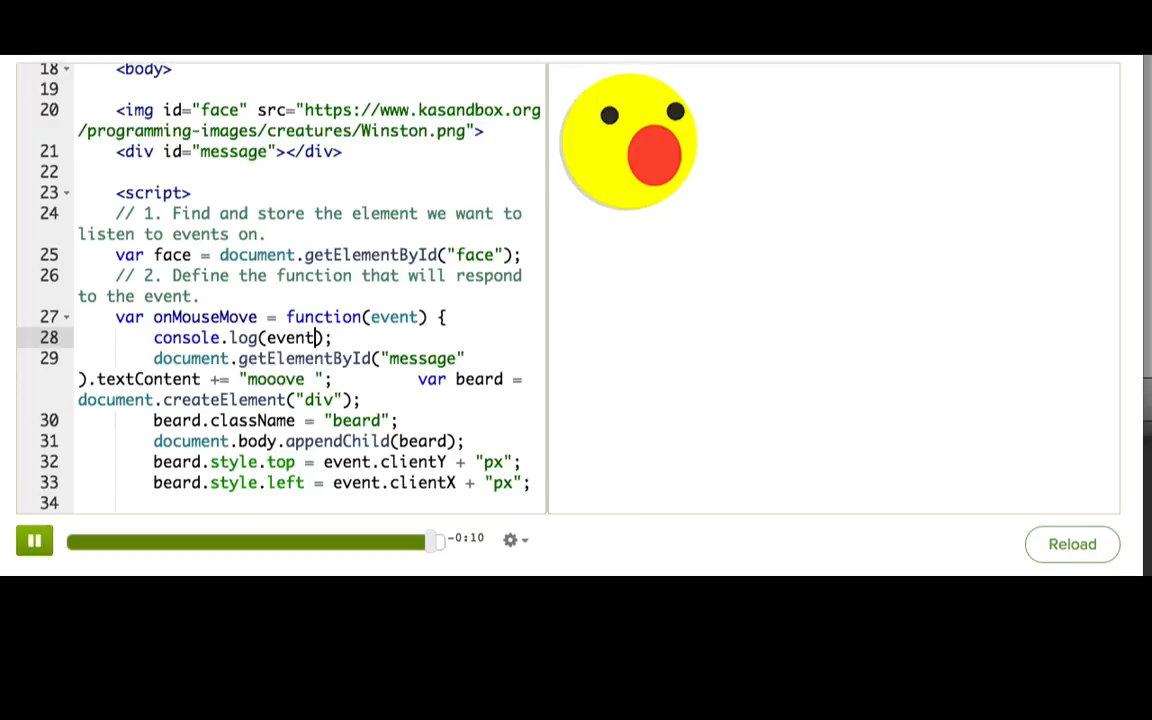 18 <body>
19
20 <img id="face" src="https://www.kasandbox.org
/programming-images/creatures/Winston.png">
21 <div id="message"></div>
22
23 <script>
24 // 1. Find and store the element we want to
listen to events on.
25 var face = document.getElementById("face");
26 // 2. Define the function that will respond
to the event.
27 var onMouseMove = function(event) {
28 console.log(event);
29 document.getElementById("message"
).textContent += "mooove "; var beard =
document.createElement("div");
30 beard.className = "beard";
31 document.body.appendChild(beard);
32 beard.style.top = event.clientY + "px";
33 beard.style.left = event.clientX + "px";
34
-0:10
Reload